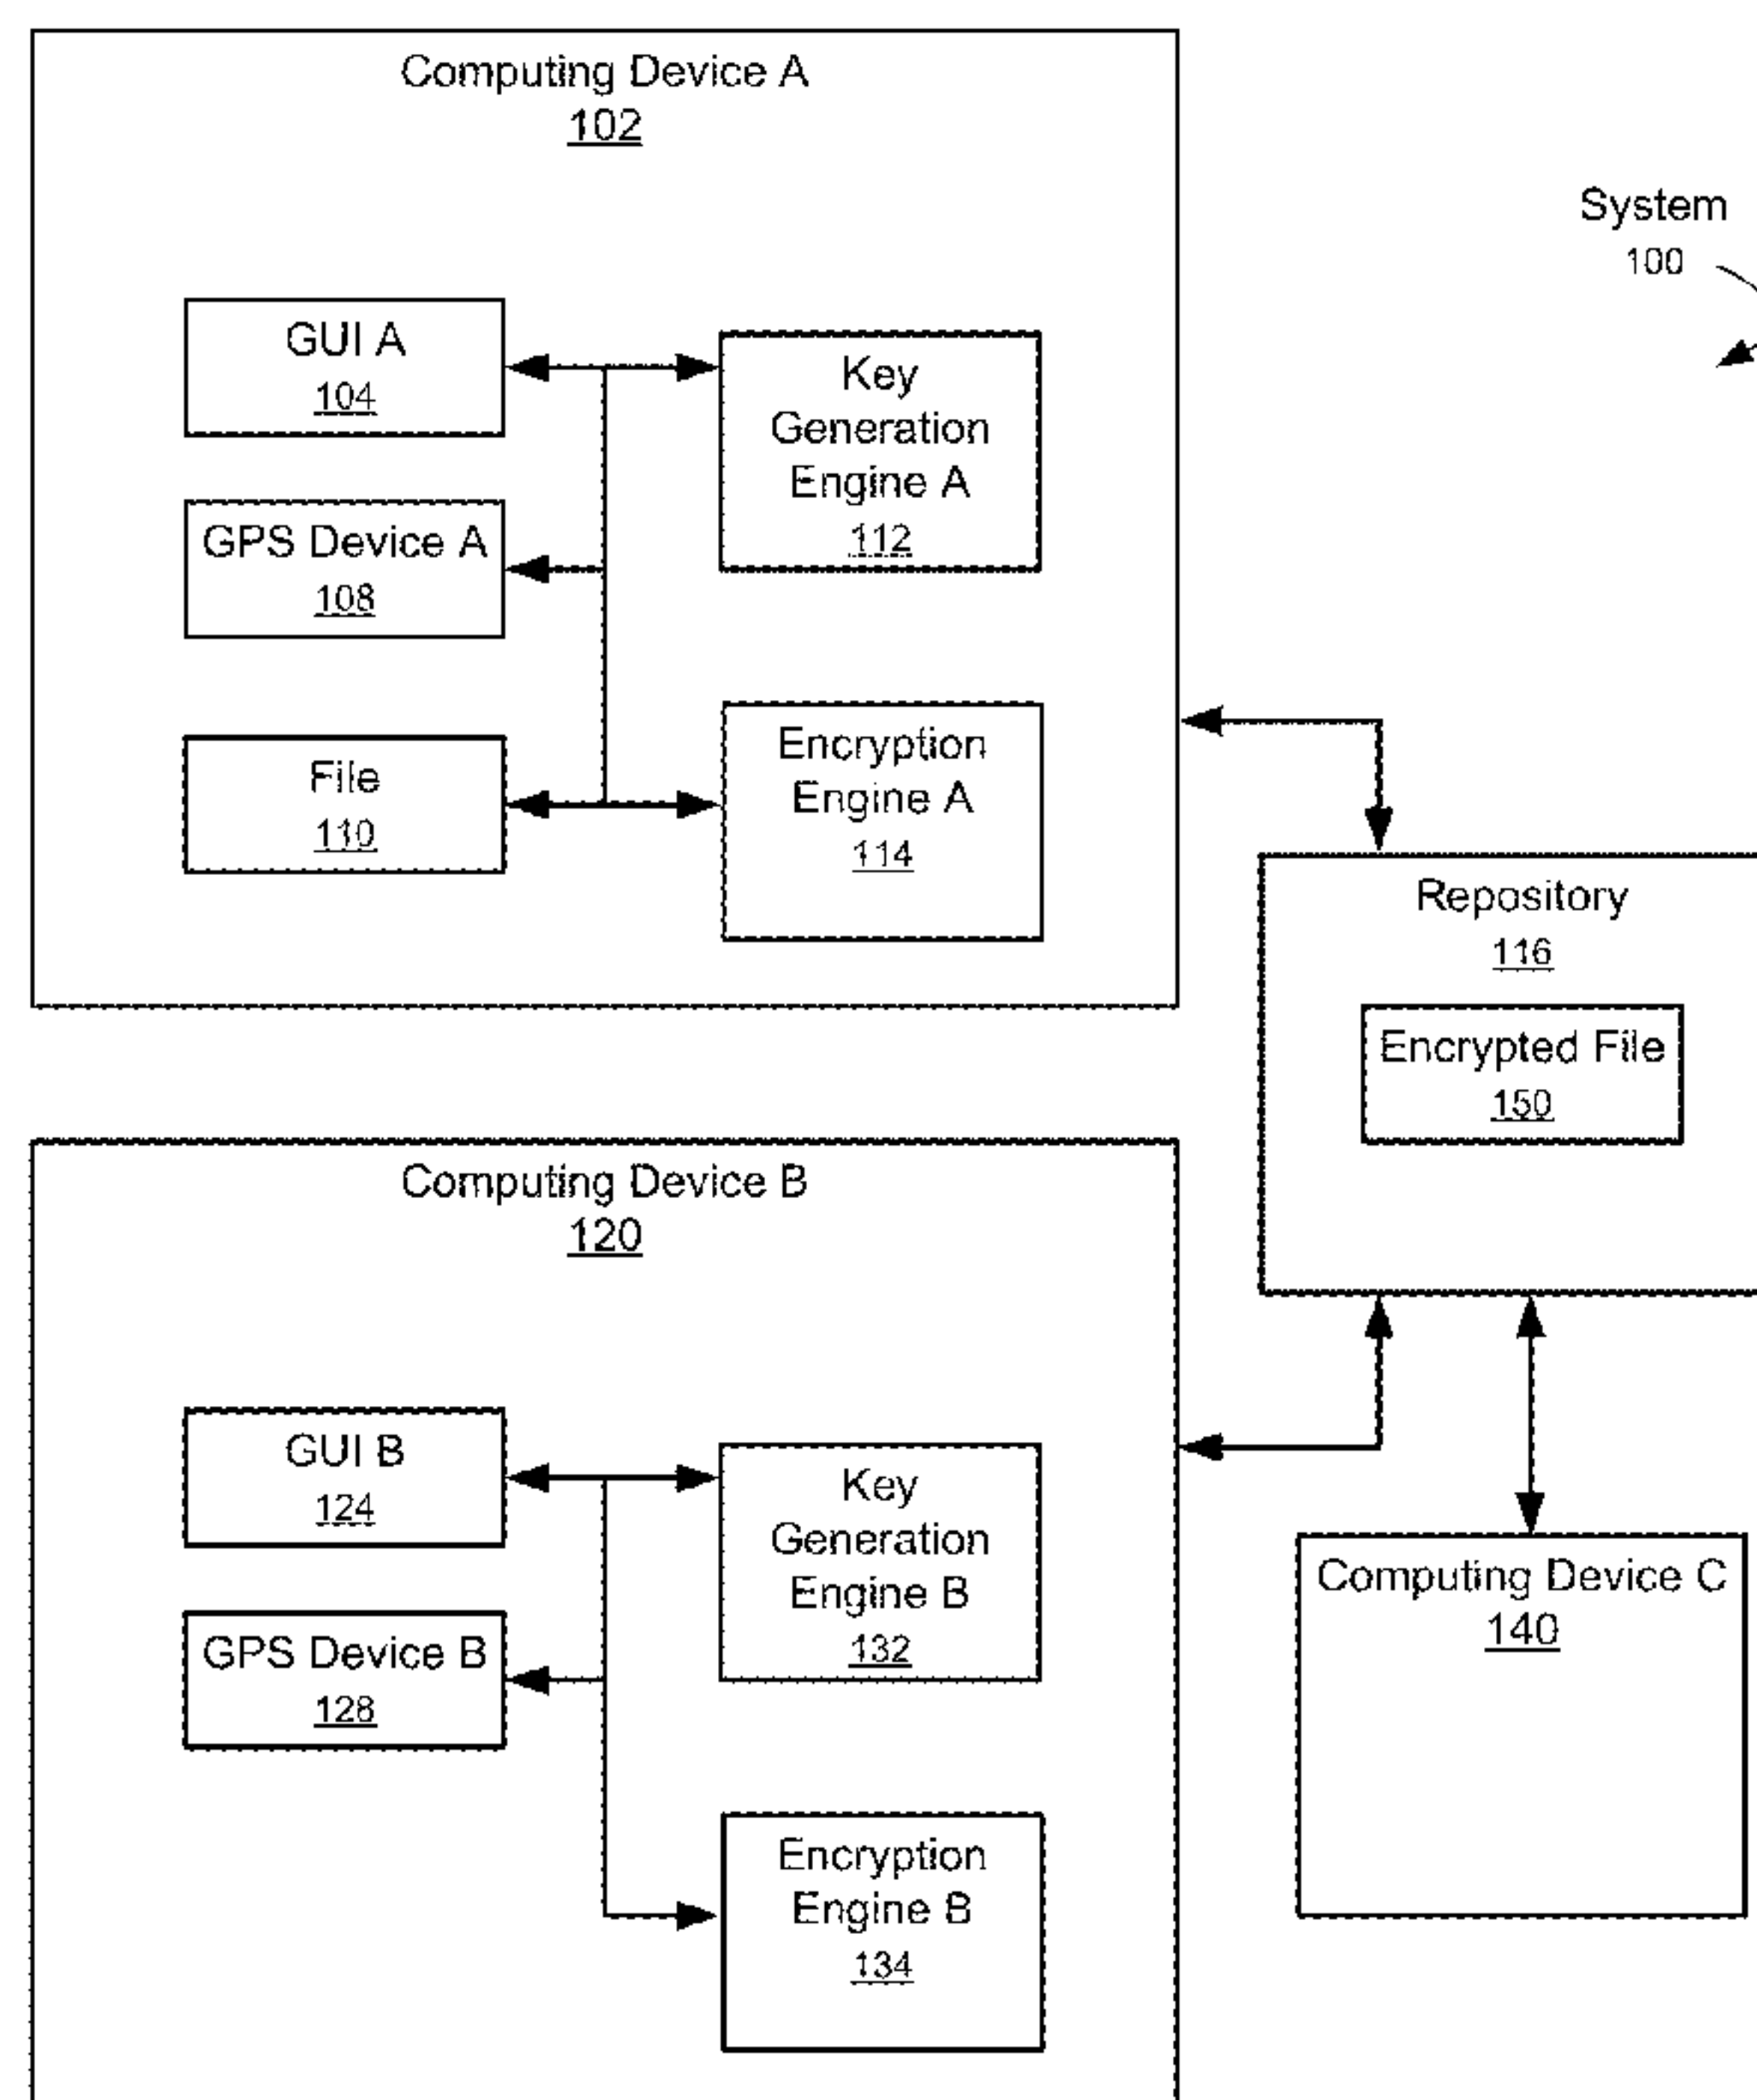 Computing Device A
102
System
100
GUI A
104
Key
Generation
Engine A
112
GPS Device A
108
File
110
Encryption
Engine A
114
Repository
116
Encrypted File
150
Computing Device B
120
GUI B
124
Key
Generation
Engine B
132
GPS Device B
128
Encryption
Engine B
134
Computing Device C
140